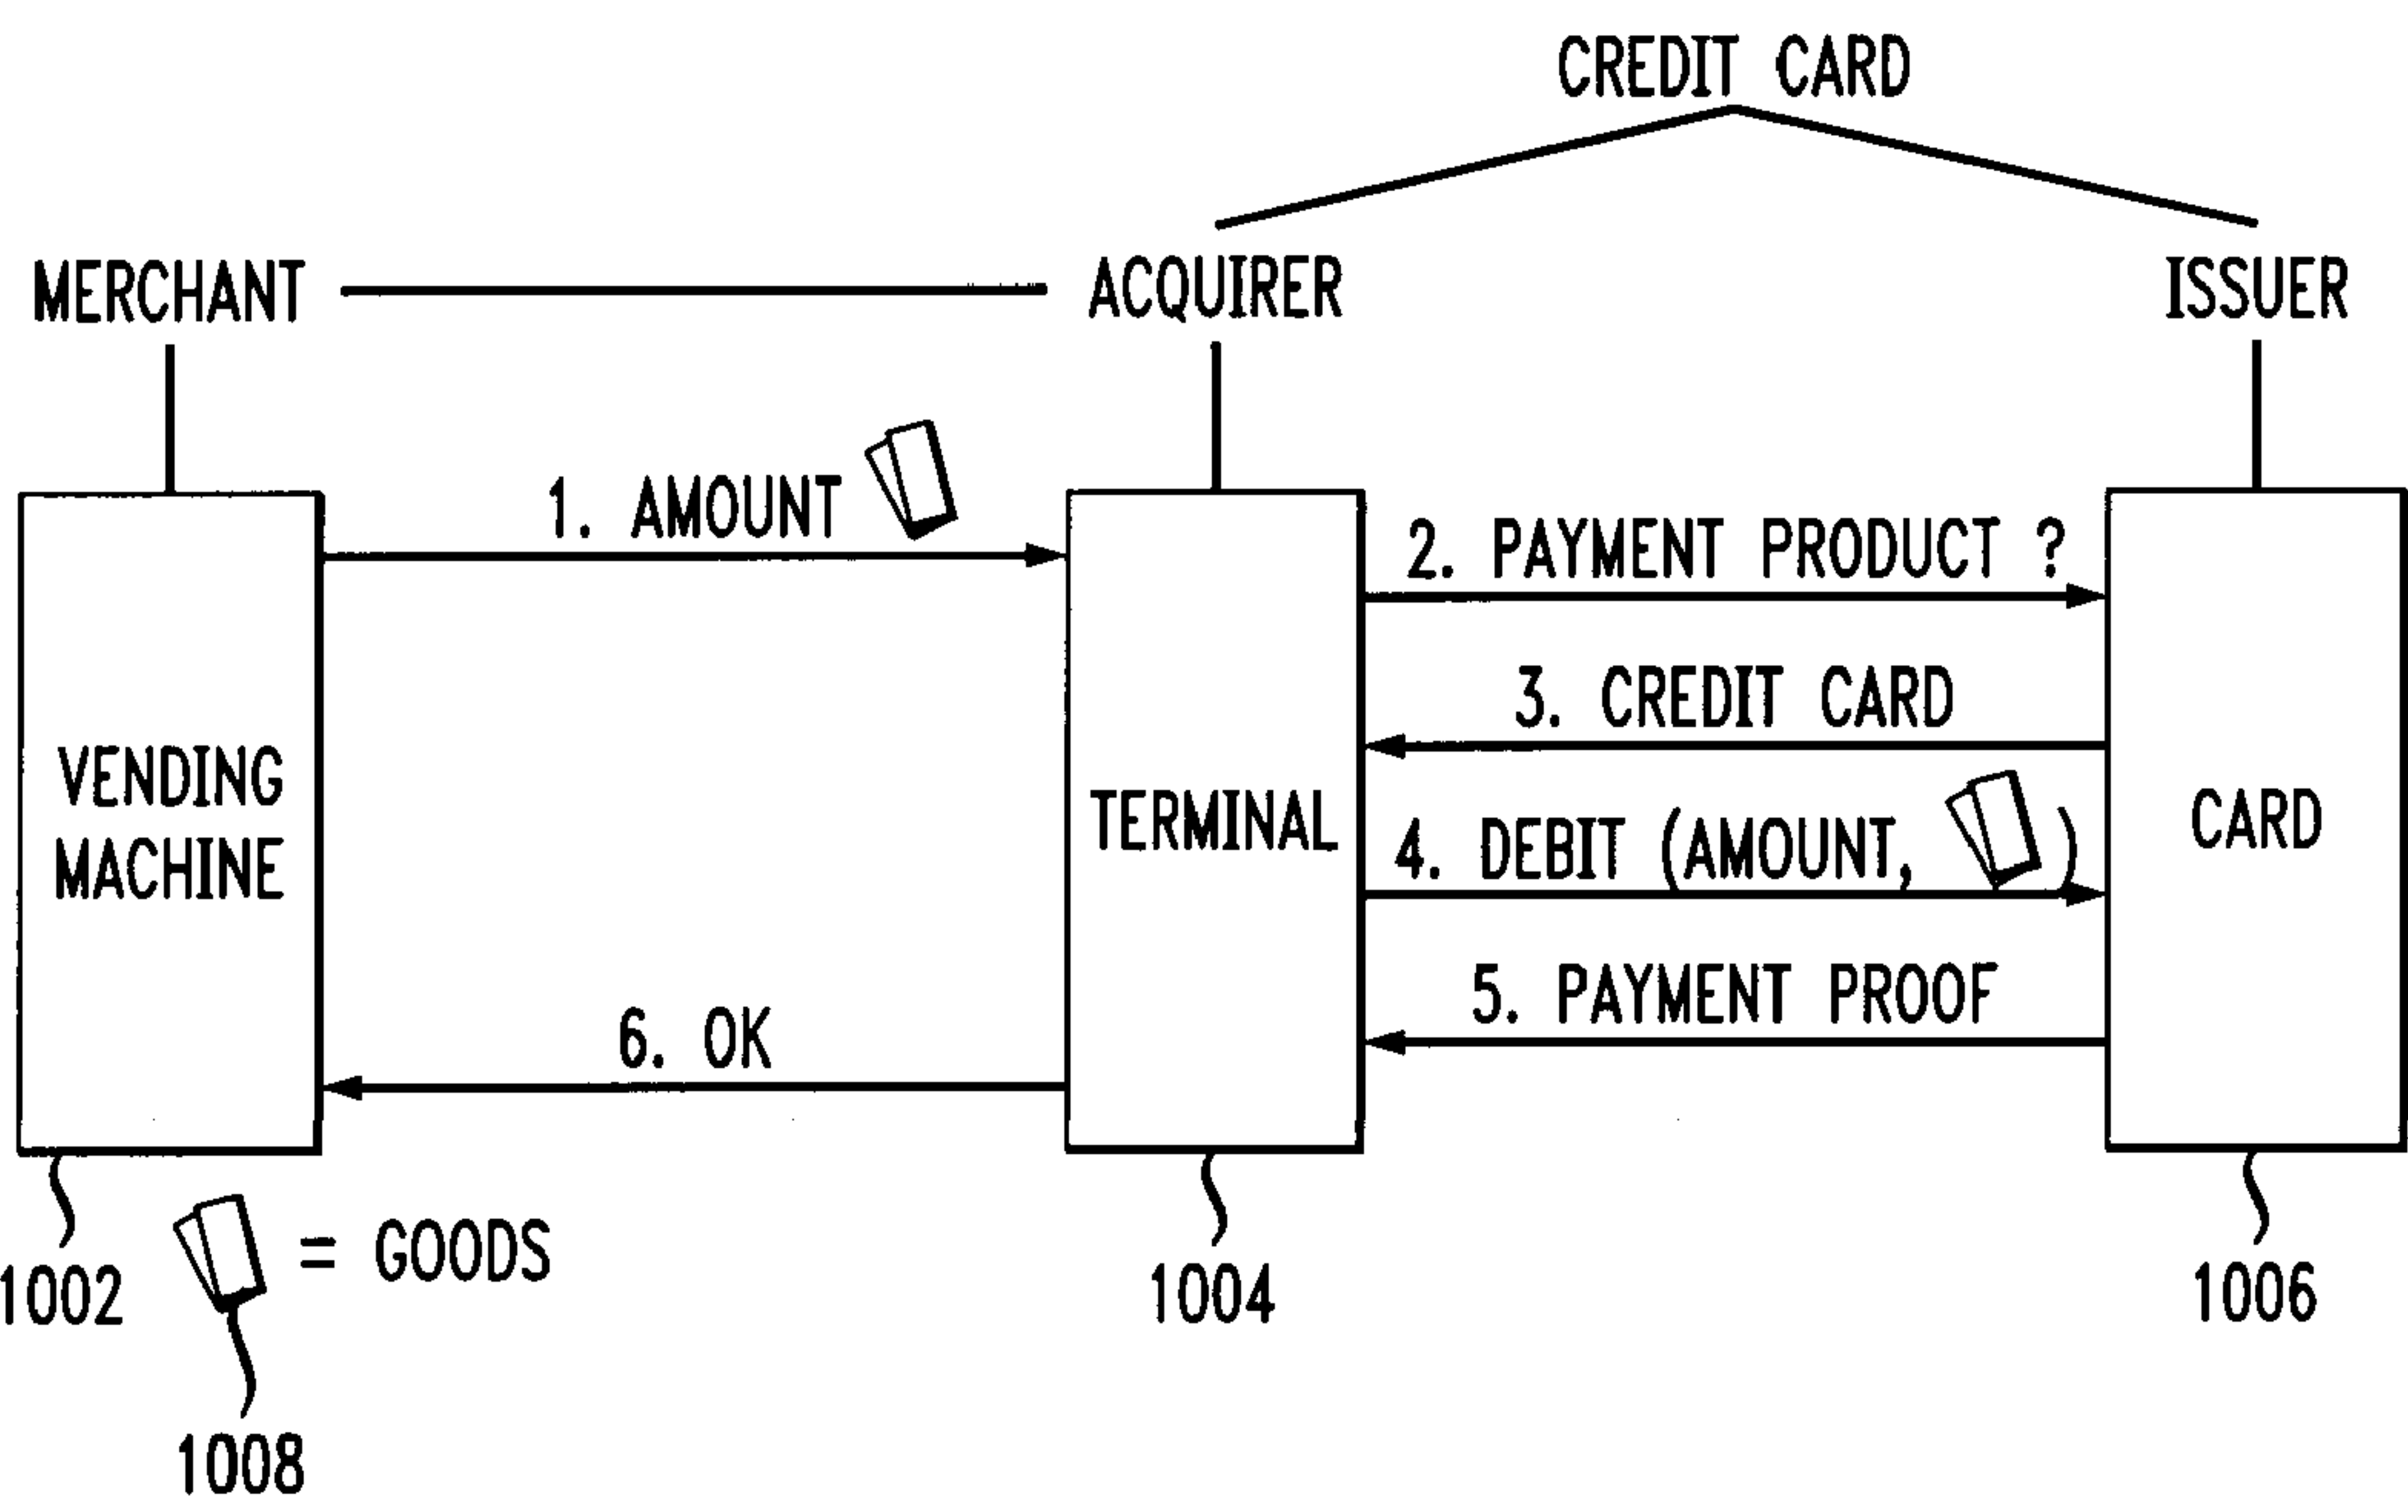 CREDIT CARD
MERCHANT
ACQUIRER
ISSUER
1. AMOUNT
2. PAYMENT PRODUCT ?
3. CREDIT CARD
4. DEBIT (AMOUNT, )
5. PAYMENT PROOF
6. OK
VENDING
MACHINE
TERMINAL
CARD
1002
= GOODS
1004
1006
1008